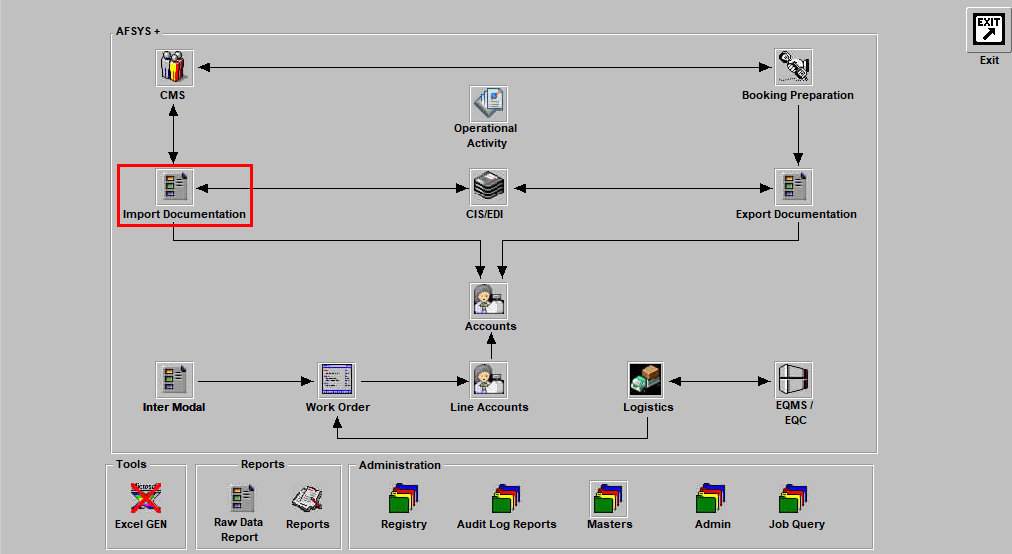 AFSYS +
EXIT
Exit
CMS
Booking Preparation
Operational
Activity
Import Documentation
CIS/EDI
Export Documentation
Accounts
Inter Modal
Work Order
Line Accounts
Logistics
EQMS /
EQC
Tools
Reports
Administration
Excel GEN
Raw Data
Report
Reports
Registry
Audit Log Reports
Masters
Admin
Job Query